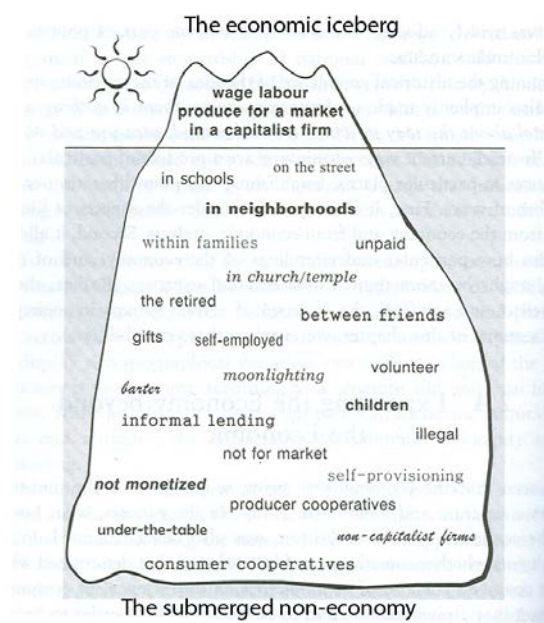 The economic iceberg
wage labour
produce for a market
in a capitalist firm
in schools
on the street
in neighborhoods
within families
unpaid
in church/temple
the retired
between friends
gifts
self-employed
volunteer
moonlighting
barter
children
informal lending
illegal
not for market
self-provisioning
not monetized
producer cooperatives
under-the-table
non-capitalist firms
consumer cooperatives
The submerged non-economy